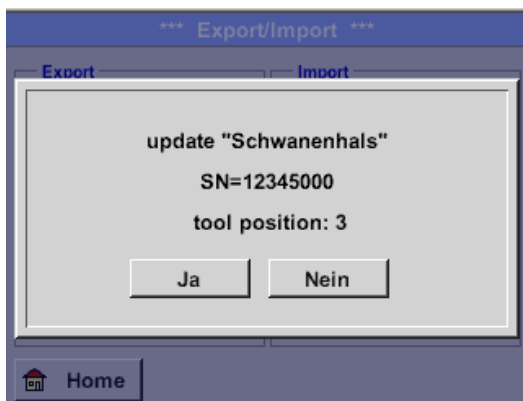 *** Export/Import ***
Export Import
update "Schwanenhals"
SN=12345000
tool position: 3
Ja Nein
Home